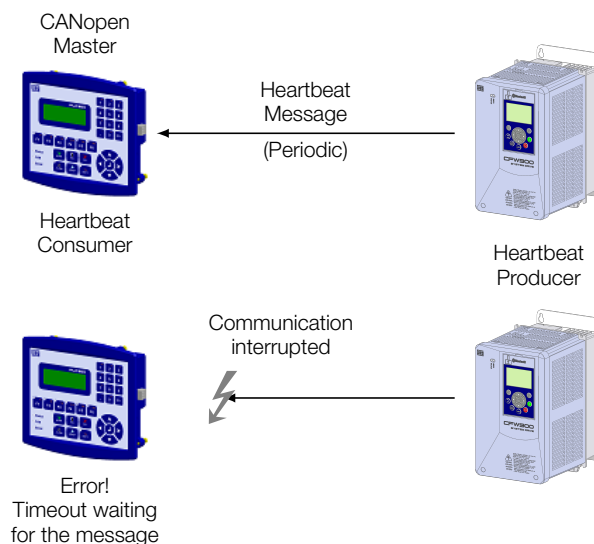 CANopen
Master
Heartbeat
Message
(Periodic)
CFW900
Heartbeat
Consumer
Heartbeat
Producer
Communication
interrupted
CFW900
Error!
Timeout waiting
for the message